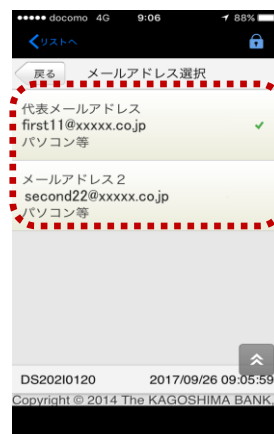 docomo 4G 9:06 88%
リストへ
戻る メールアドレス選択
代表メールアドレス
first11@xxxxx.co.jp
パソコン等
メールアドレス２
second22@xxxxx.co.jp
パソコン等
DS202I0120 2017/09/26 09:05:59
Copyright © 2014 The KAGOSHIMA BANK,